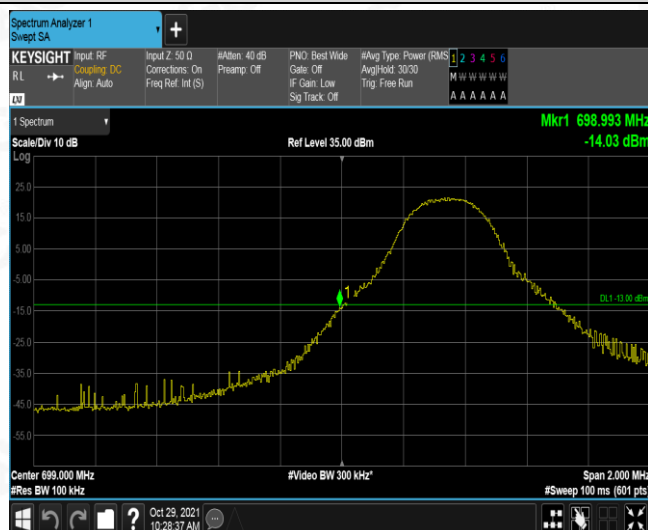 Spectrum Analyzer 1
Swept SA
+
KEYSIGHT
RL
LXI
Input: RF
Coupling: DC
Align: Auto
Input Z: 50 Ω
Corrections: On
Freq Ref: Int (S)
#Atten: 40 dB
Preamp: Off
PNO: Best Wide
Gate: Off
IF Gain: Low
Sig Track: Off
#Avg Type: Power (RMS
Avg|Hold: 30/30
Trig: Free Run
1 2 3 4 5 6
M W W W W W
A A A A A A
1 Spectrum
Mkr1 698.993 MHz
Scale/Div 10 dB
Ref Level 35.00 dBm
-14.03 dBm
Log
25.0
15.0
5.00
1
-5.00
DL1 -13.00 dBm
-15.0
-25.0
-35.0
-45.0
-55.0
Center 699.000 MHz
#Video BW 300 kHz*
Span 2.000 MHz
#Res BW 100 kHz
#Sweep 100 ms (601 pts)
?
Oct 29, 2021
10:28:37 AM